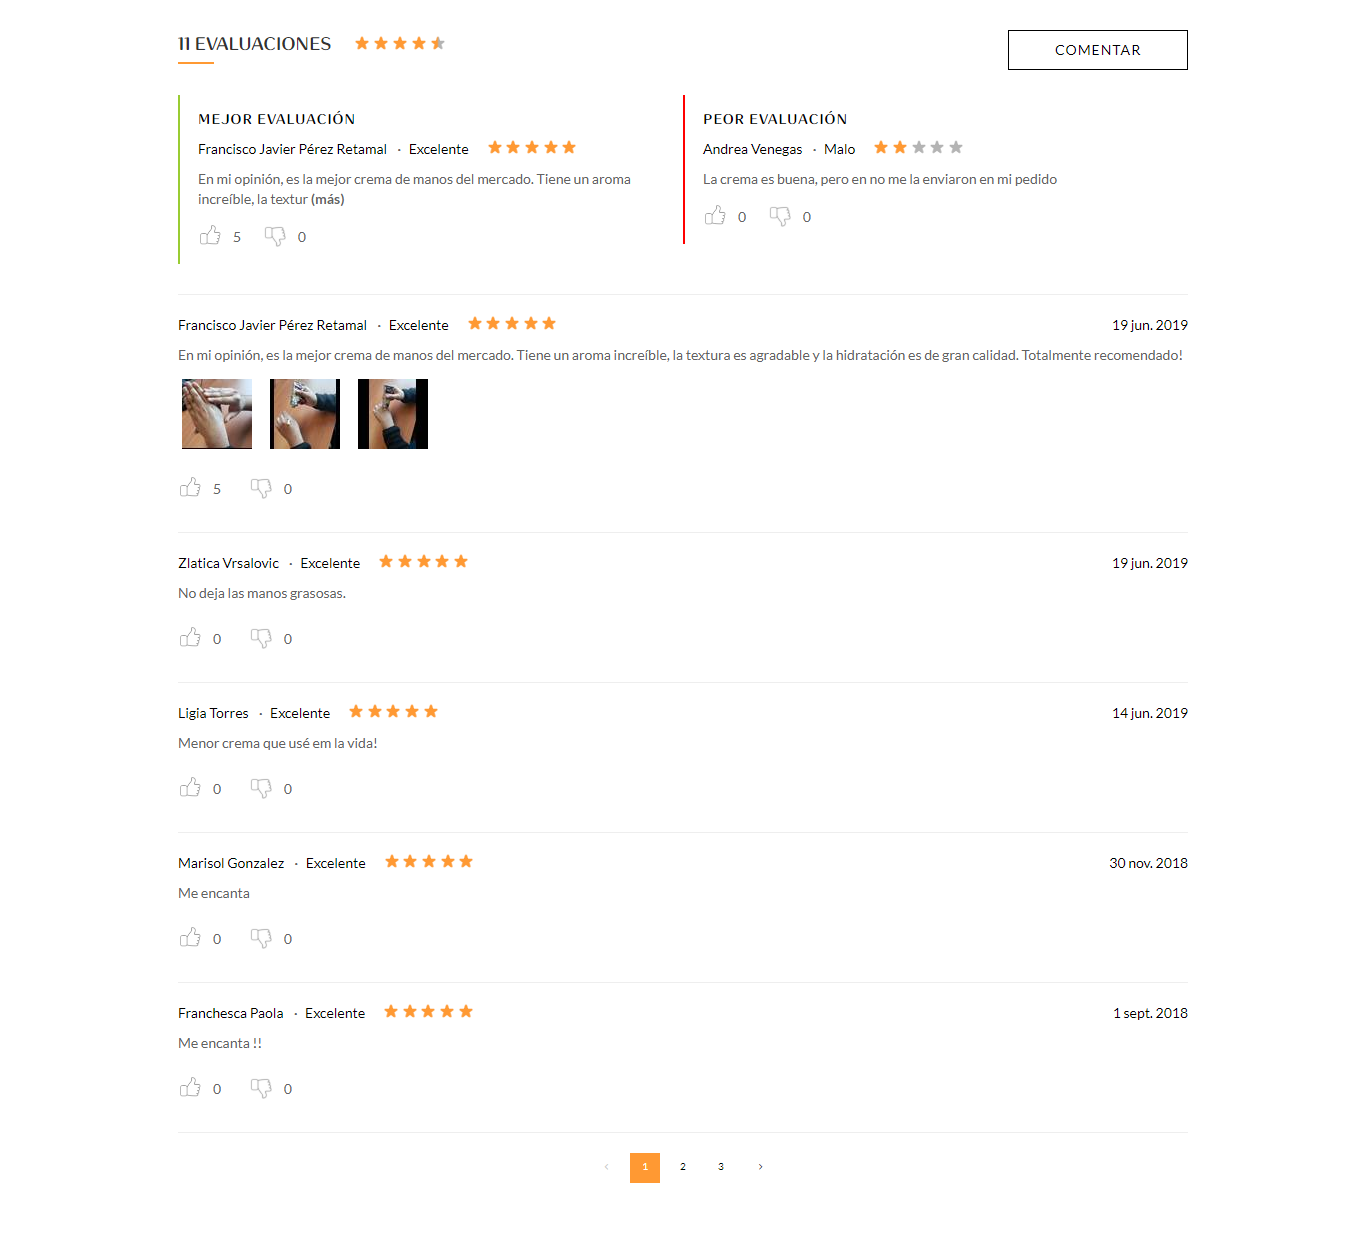 11 EVALUACIONES
COMENTAR
MEJOR EVALUACIÓN
Francisco Javier Pérez Retamal · Excelente
En mi opinión, es la mejor crema de manos del mercado. Tiene un aroma
increíble, la textur (más)
5 0
PEOR EVALUACIÓN
Andrea Venegas · Malo
La crema es buena, pero en no me la enviaron en mi pedido
0 0
Francisco Javier Pérez Retamal · Excelente 19 jun. 2019
En mi opinión, es la mejor crema de manos del mercado. Tiene un aroma increíble, la textura es agradable y la hidratación es de gran calidad. Totalmente recomendado!
5 0
Zlatica Vrsalovic · Excelente 19 jun. 2019
No deja las manos grasosas.
0 0
Ligia Torres · Excelente 14 jun. 2019
Menor crema que usé em la vida!
0 0
Marisol Gonzalez · Excelente 30 nov. 2018
Me encanta
0 0
Franchesca Paola · Excelente 1 sept. 2018
Me encanta !!
0 0
‹ 1 2 3 ›